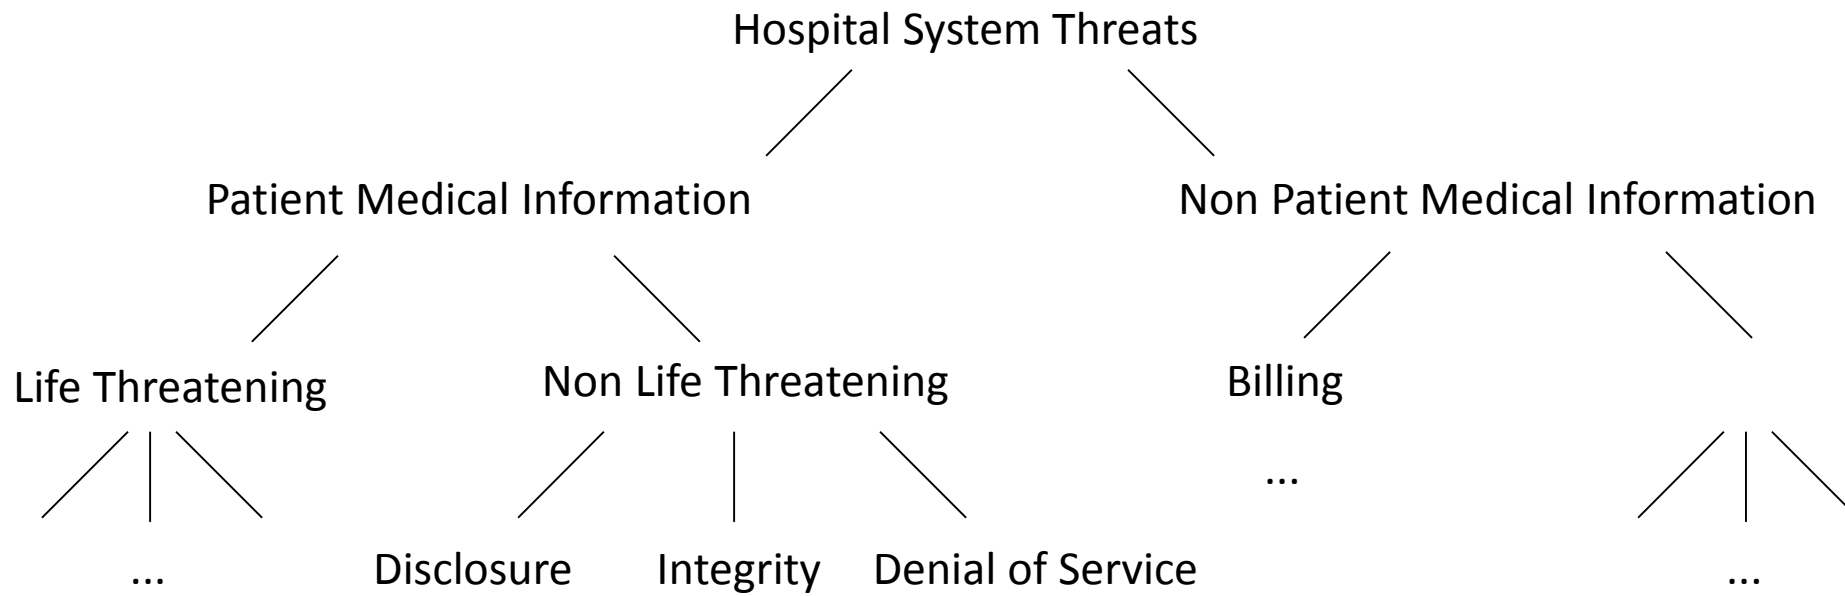 Hospital System Threats
Patient Medical Information
Non Patient Medical Information
Life Threatening
Non Life Threatening
Billing
...
...
Disclosure
Integrity
Denial of Service
...